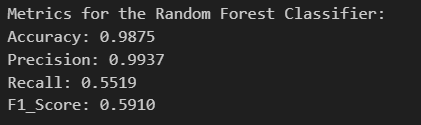 Metrics for the Random Forest Classifier:
Accuracy: 0.9875
Precision: 0.9937
Recall: 0.5519
F1_Score: 0.5910